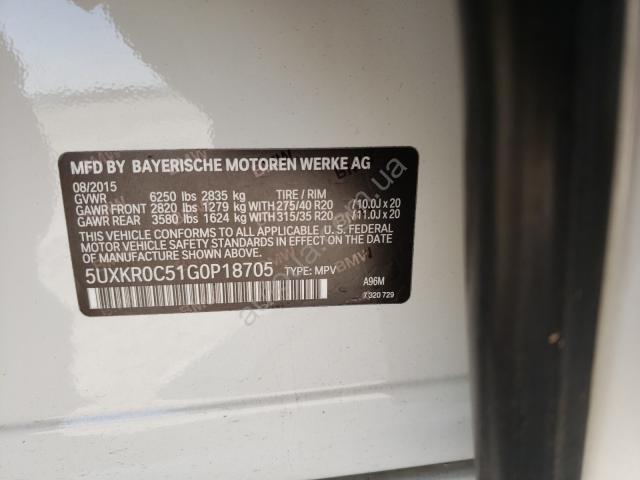 MFD BY BAYERISCHE MOTOREN WERKE AG
08/2015
GVWR 6250 lbs 2835 kg TIRE / RIM
GAWR FRONT 2820 lbs 1279 kg WITH 275/40 R20 /10.0J x 20
GAWR REAR 3580 lbs 1624 kg WITH 315/35 R20 /11.0J x 20
THIS VEHICLE CONFORMS TO ALL APPLICABLE U.S. FEDERAL
MOTOR VEHICLE SAFETY STANDARDS IN EFFECT ON THE
DATE OF MANUFACTURE SHOWN ABOVE.
5UXKR0C51G0P18705 TYPE: MPV
A96M
7 320 729